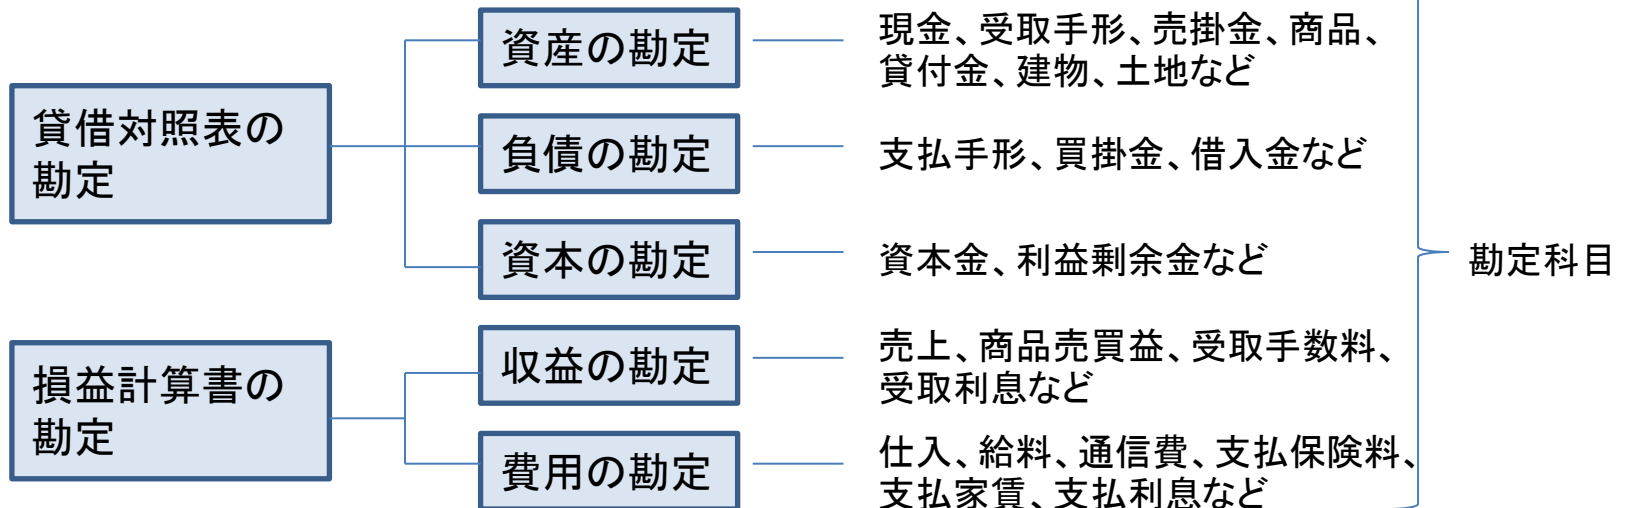 貸借対照表の
勘定
資産の勘定
現金、受取手形、売掛金、商品、
貸付金、建物、土地など
負債の勘定
支払手形、買掛金、借入金など
資本の勘定
資本金、利益剰余金など
損益計算書の
勘定
収益の勘定
売上、商品売買益、受取手数料、
受取利息など
費用の勘定
仕入、給料、通信費、支払保険料、
支払家賃、支払利息など
勘定科目